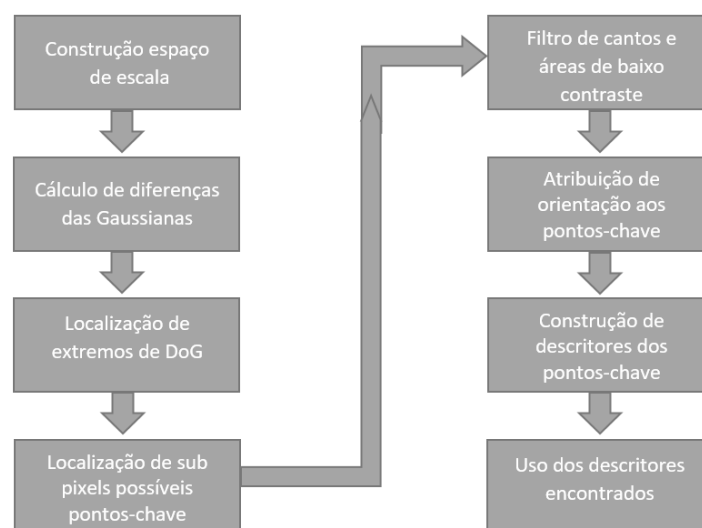 Construção espaço
de escala
Cálculo de diferenças
das Gaussianas
Localização de
extremos de DoG
Localização de sub
pixels possíveis
pontos-chave
Filtro de cantos e
áreas de baixo
contraste
Atribuição de
orientação aos
pontos-chave
Construção de
descritores dos
pontos-chave
Uso dos descritores
encontrados